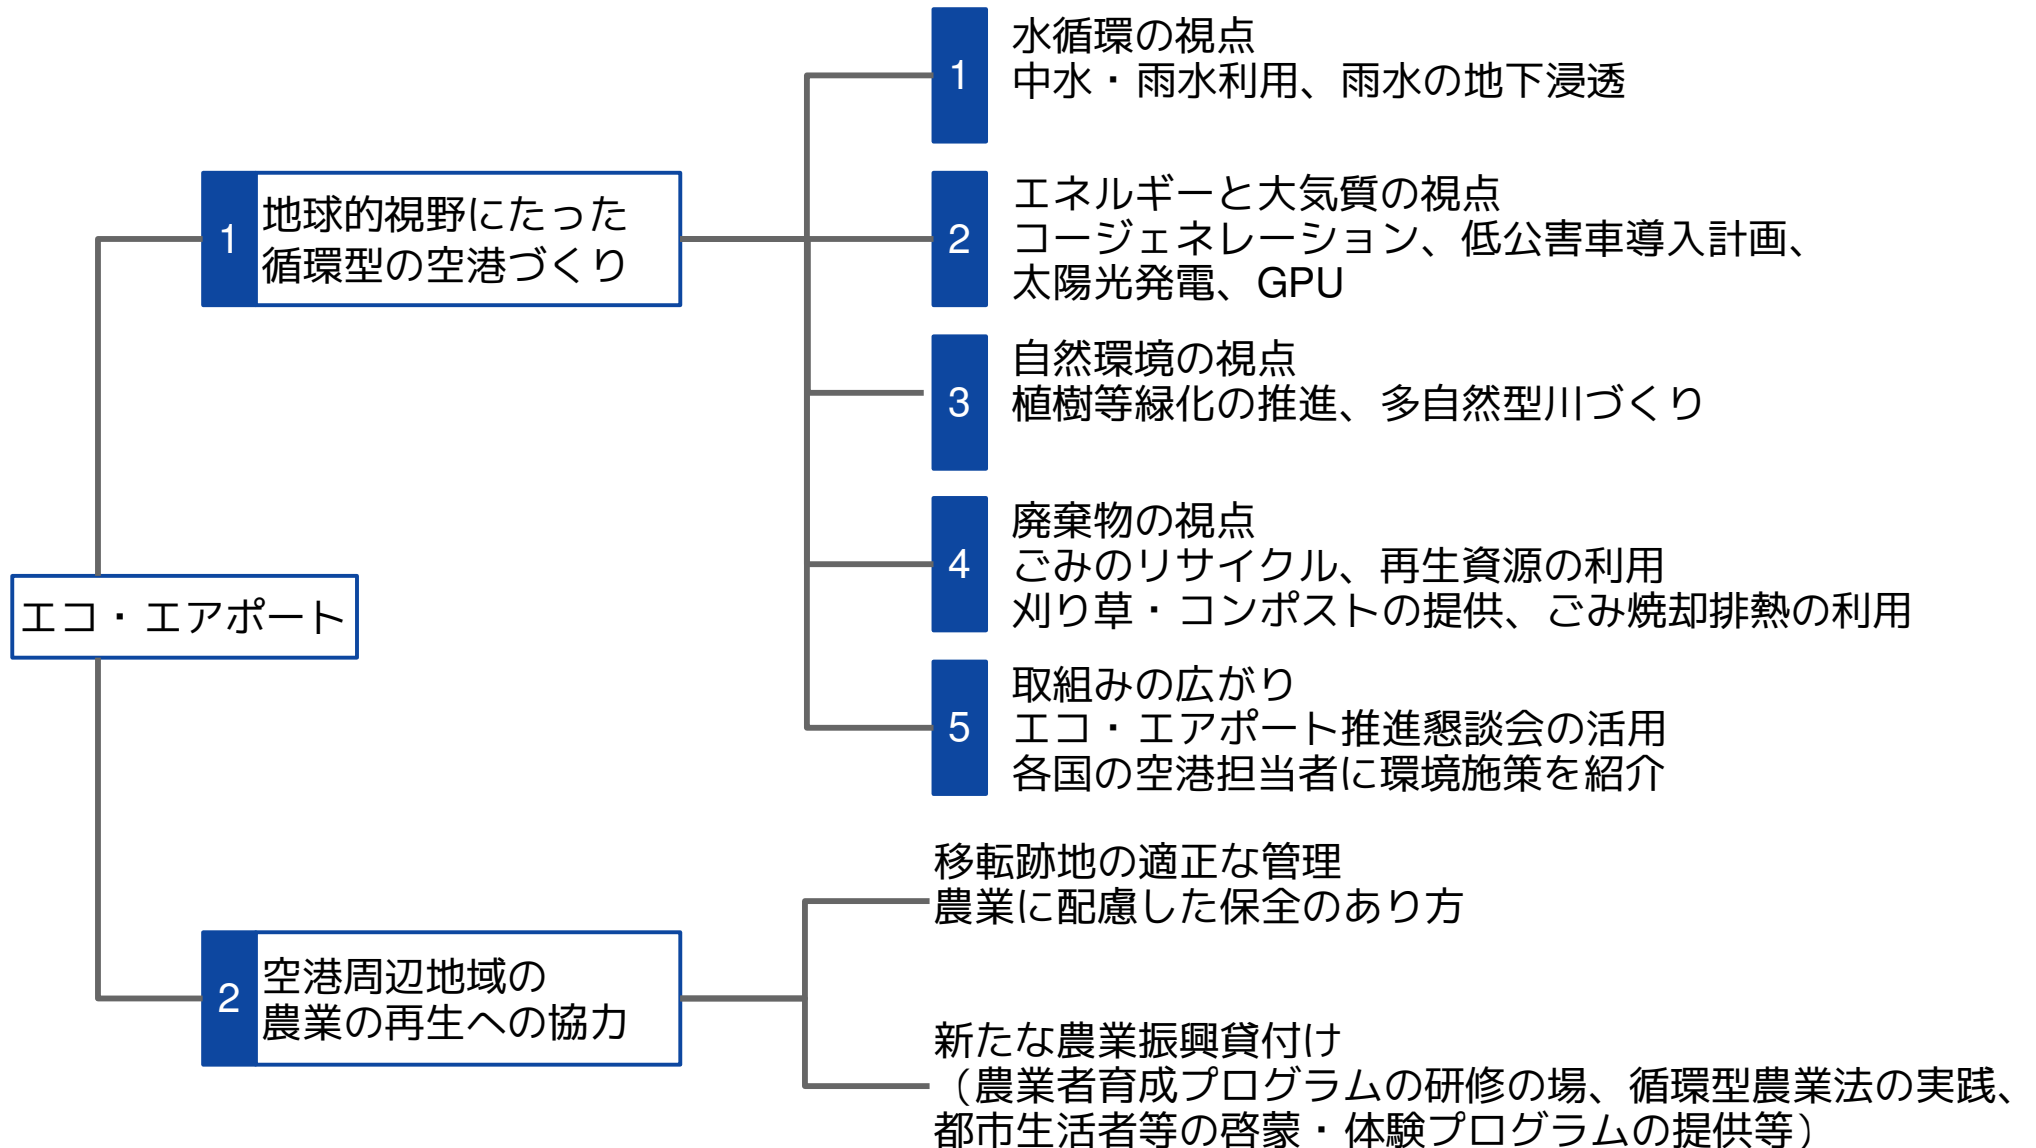 エコ・エアポート
1
地球的視野にたった
循環型の空港づくり
1
水循環の視点
中水・雨水利用、雨水の地下浸透
2
エネルギーと大気質の視点
コージェネレーション、低公害車導入計画、
太陽光発電、GPU
3
自然環境の視点
植樹等緑化の推進、多自然型川づくり
4
廃棄物の視点
ごみのリサイクル、再生資源の利用
刈り草・コンポストの提供、ごみ焼却排熱の利用
5
取組みの広がり
エコ・エアポート推進懇談会の活用
各国の空港担当者に環境施策を紹介
2
空港周辺地域の
農業の再生への協力
移転跡地の適正な管理
農業に配慮した保全のあり方
新たな農業振興貸付け
（農業者育成プログラムの研修の場、循環型農業法の実践、
都市生活者等の啓蒙・体験プログラムの提供等）